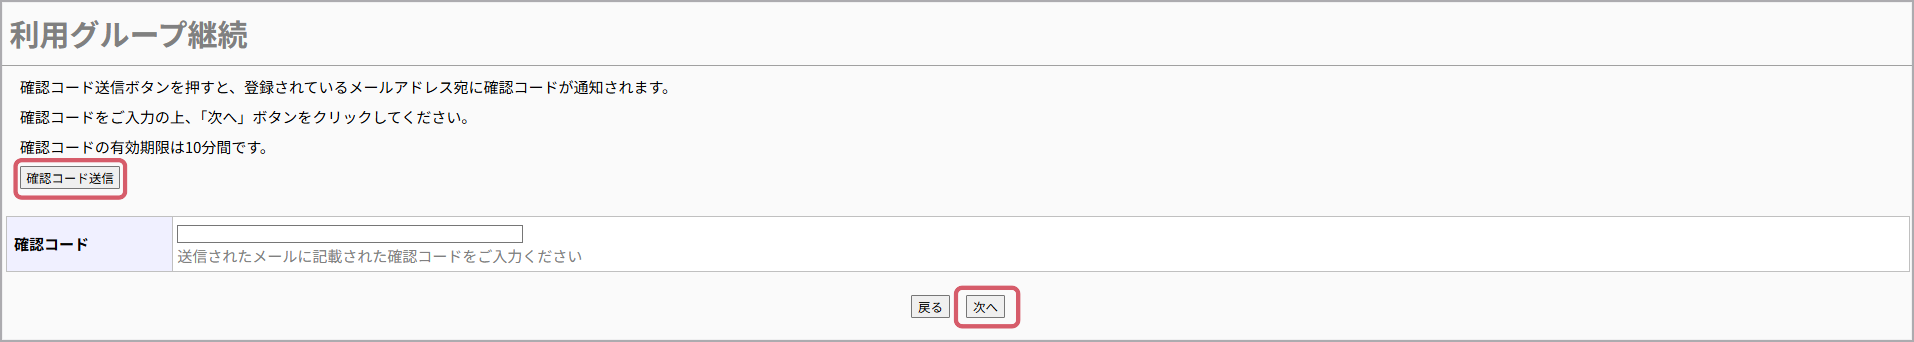 利用グループ継続
確認コード送信ボタンを押すと、登録されているメールアドレス宛に確認コードが通知されます。
確認コードをご入力の上、「次へ」ボタンをクリックしてください。
確認コードの有効期限は10分間です。
確認コード送信
確認コード
送信されたメールに記載された確認コードをご入力ください
戻る 次へ